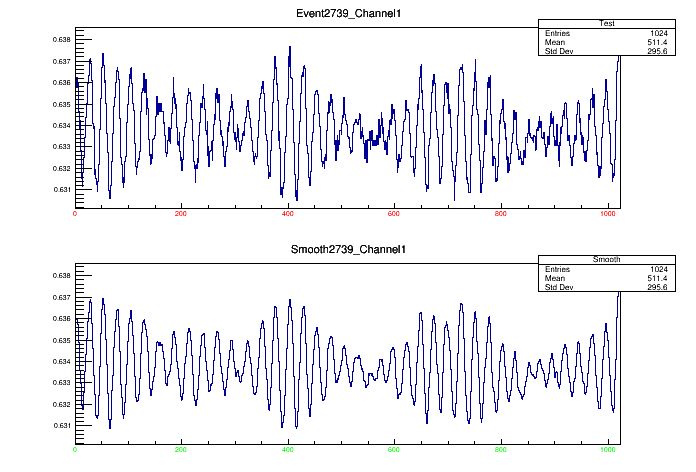 Event2739_Channel1
Test
Entries 1024
Mean 511.4
Std Dev 295.6
0.638
0.637
0.636
0.635
0.634
0.633
0.632
0.631
0 200 400 600 800 1000
Smooth2739_Channel1
Smooth
Entries 1024
Mean 511.4
Std Dev 295.6
0.638
0.637
0.636
0.635
0.634
0.633
0.632
0.631
0 200 400 600 800 1000